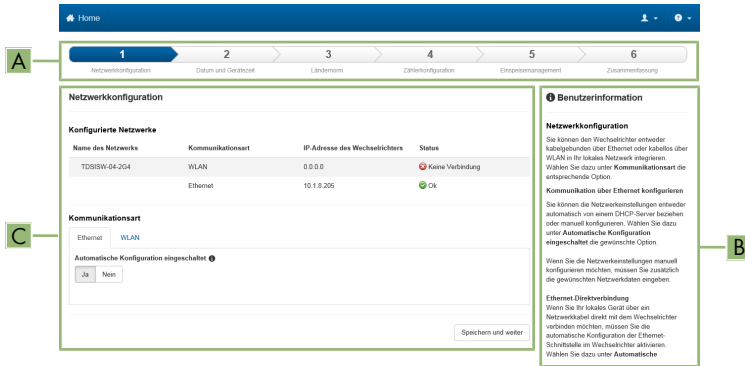 Home
1
2
3
4
5
6
Netzwerkkonfiguration
Datum und Gerätezeit
Ländernorm
Zählerkonfiguration
Einspeisemanagement
Zusammenfassung
A
Netzwerkkonfiguration
Konfigurierte Netzwerke
Name des Netzwerks Kommunikationsart IP-Adresse des Wechselrichters Status
TDSISW-04-2G4 WLAN 0.0.0.0 Keine Verbindung
Ethernet 10.1.8.205 Ok
Kommunikationsart
Ethernet WLAN
Automatische Konfiguration eingeschaltet
Ja Nein
Speichern und weiter
C
Benutzerinformation
Netzwerkkonfiguration
Sie können den Wechselrichter entweder
kabelgebunden über Ethernet oder kabellos über
WLAN in Ihr lokales Netzwerk integrieren.
Wählen Sie dazu unter Kommunikationsart die
entsprechende Option.
Kommunikation über Ethernet konfigurieren
Sie können die Netzwerkeinstellungen entweder
automatisch von einem DHCP-Server beziehen
oder manuell konfigurieren. Wählen Sie dazu
unter Automatische Konfiguration
eingeschaltet die gewünschte Option.
Wenn Sie die Netzwerkeinstellungen manuell
konfigurieren möchten, müssen Sie zusätzlich
die gewünschten Netzwerkdaten eingeben.
Ethernet-Direktverbindung
Wenn Sie Ihr lokales Gerät über ein
Netzwerkkabel direkt mit dem Wechselrichter
verbinden möchten, müssen Sie die
automatische Konfiguration der Ethernet-
Schnittstelle im Wechselrichter aktivieren.
Wählen Sie dazu unter Automatische
B